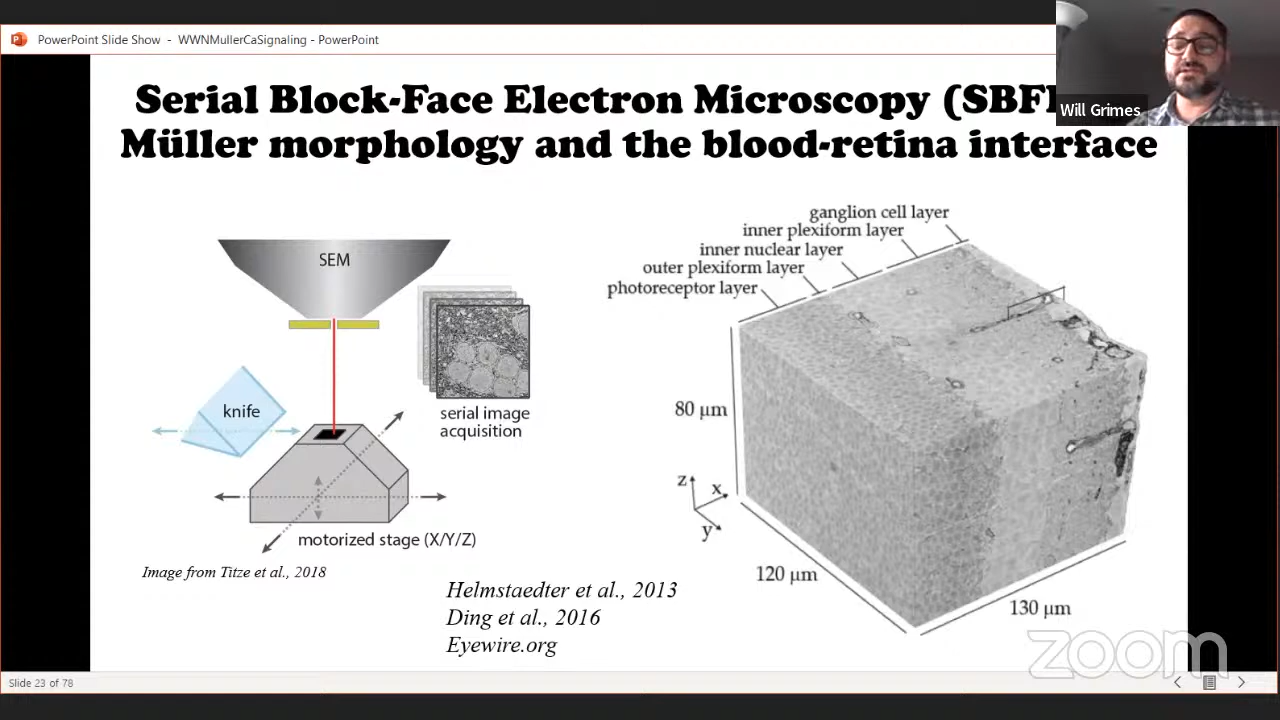 PowerPoint Slide Show - WWNMullerCaSignaling - PowerPoint
Will Grimes
Serial Block-Face Electron Microscopy
Müller morphology and the blood-retina interface
SEM
knife
serial image
acquisition
motorized stage (X/Y/Z)
Image from Titze et al., 2018
Helmstaedter et al., 2013
Ding et al., 2016
Eyewire.org
ganglion cell layer
inner plexiform layer
inner nuclear layer
outer plexiform layer
photoreceptor layer
80 µm
z
x
y
120 µm
130 µm
zoom
Slide 23 of 78